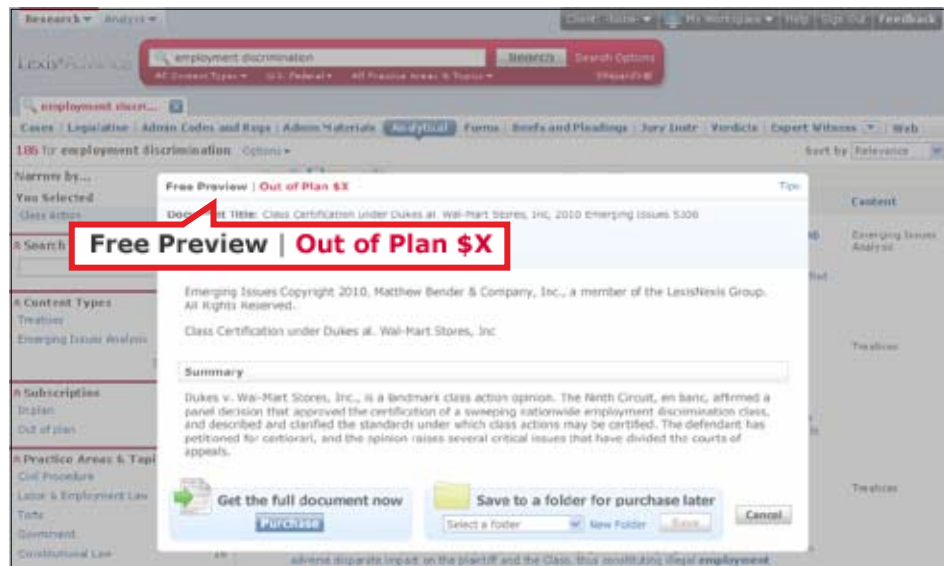 Research Analysis Client: -None- My Workspace Help Sign Out Feedback
Lexis employment discrimination Search Search Options
All Content Types U.S. Federal All Practice Areas & Topics
employment discri...
Cases Legislation Admin Codes and Regs Admin Materials Analytical Forms Briefs and Pleadings Jury Instr Verdicts Expert Witness Web
186 for employment discrimination Options Sort by Relevance
Narrow by...
Free Preview | Out of Plan $X Tips
You Selected Content
Class Action Document Title: Class Certification under Dukes al. Wal-Mart Stores, Inc, 2010 Emerging Issues 5306
Search Free Preview | Out of Plan $X Emerging Issues
Analysis
Emerging Issues Copyright 2010, Matthew Bender & Company, Inc., a member of the LexisNexis Group.
All Rights Reserved.
Content Types
Treatises
Class Certification under Dukes al. Wal-Mart Stores, Inc
Emerging Issues Analysis Treatises
Summary
Subscription
In plan
Out of plan
Dukes v. Wal-Mart Stores, Inc., is a landmark class action opinion. The Ninth Circuit, en banc, affirmed a
panel decision that approved the certification of a sweeping nationwide employment discrimination class,
and described and clarified the standards under which class actions may be certified. The defendant has
petitioned for certiorari, and the opinion raises several critical issues that have divided the courts of
appeals.
Practice Areas & Topi
Civil Procedure
Labor & Employment Law
Torts
Government
Constitutional Law
Get the full document now
Purchase
Save to a folder for purchase later
Select a folder New Folder Save
Cancel
Treatises
adverse disparate impact on the plaintiff and the Class, thus constituting illegal employment